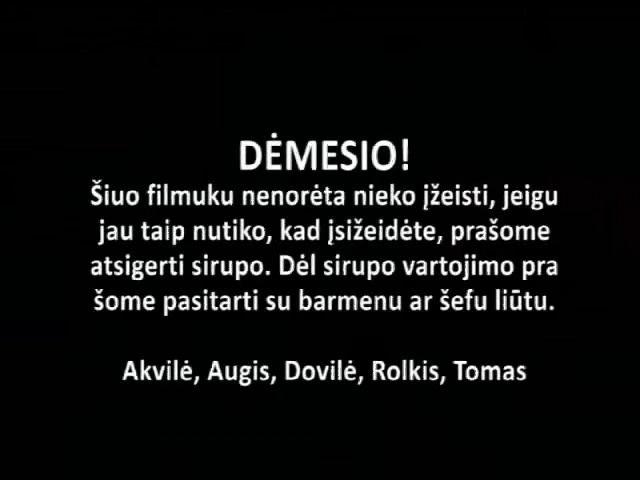 DĖMESIO!
Šiuo filmuku nenorėta nieko įžeisti, jeigu
jau taip nutiko, kad įsižeidėte, prašome
atsigerti sirupo. Dėl sirupo vartojimo pra
šome pasitarti su barmenu ar šefu liūtu.
Akvilė, Augis, Dovilė, Rolkis, Tomas